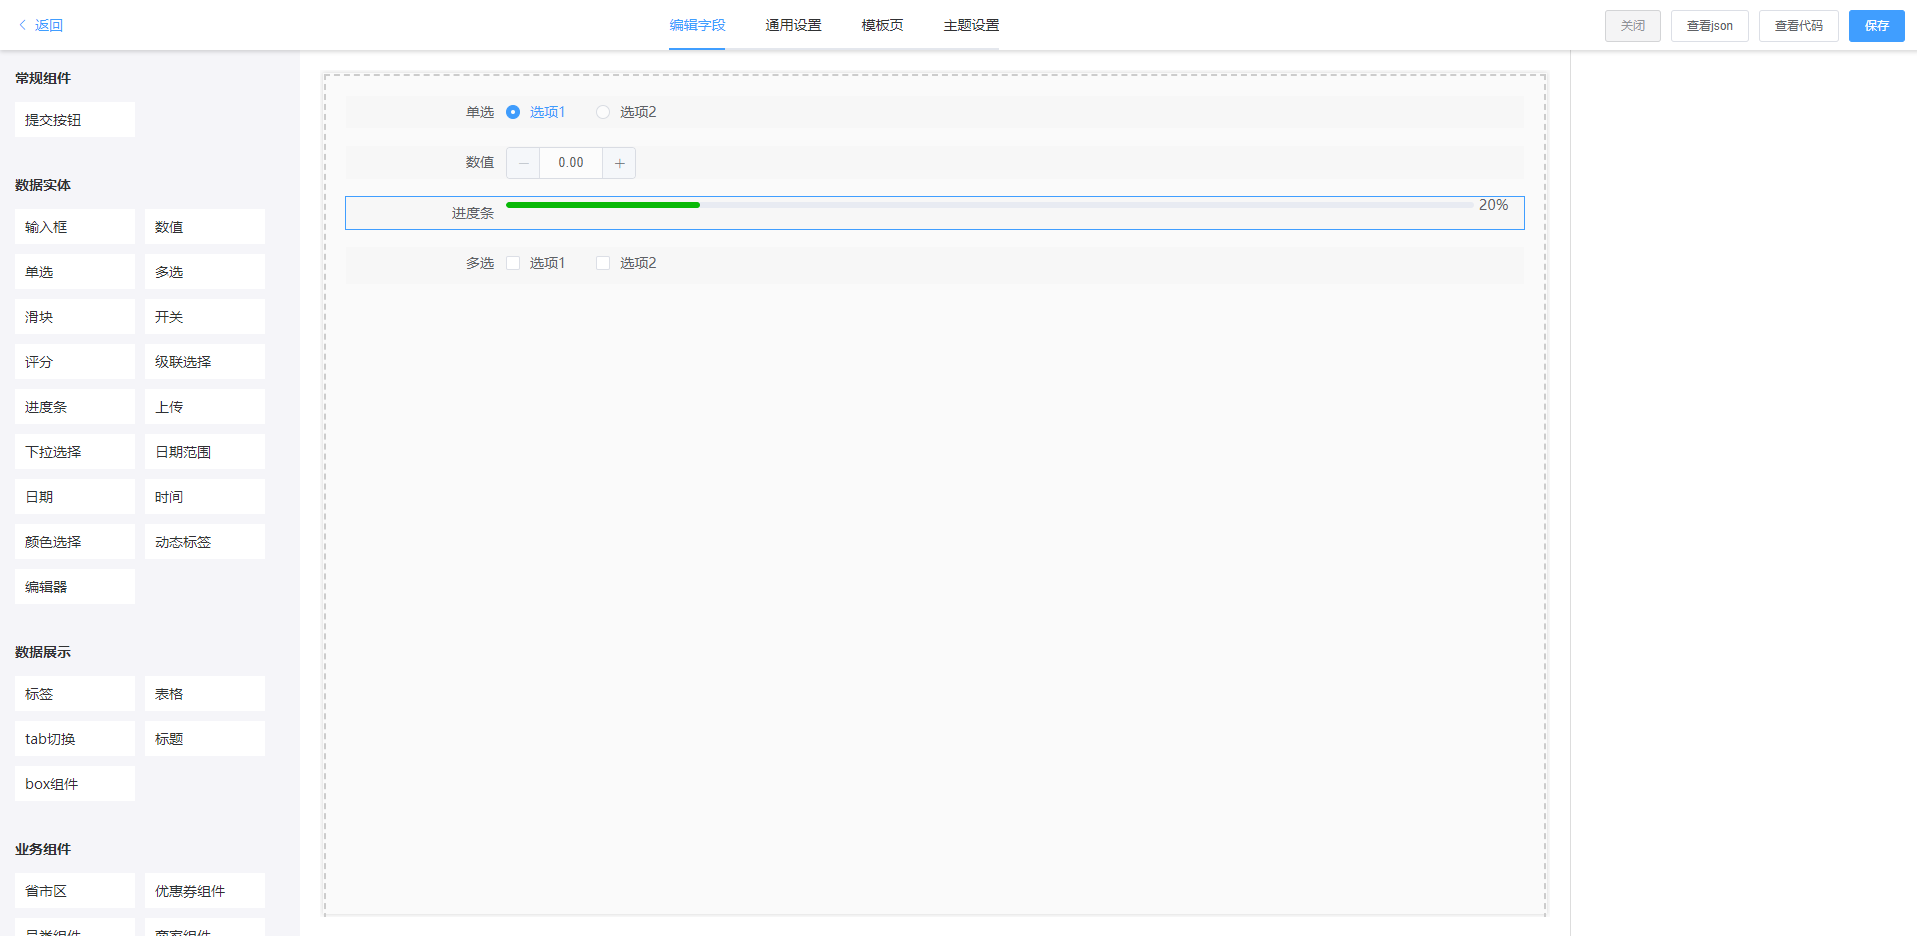 返回
编辑字段 通用设置 模板页 主题设置
关闭 查看json 查看代码 保存
常规组件
提交按钮
数据实体
输入框 数值
单选 多选
滑块 开关
评分 级联选择
进度条 上传
下拉选择 日期范围
日期 时间
颜色选择 动态标签
编辑器
数据展示
标签 表格
tab切换 标题
box组件
业务组件
省市区 优惠券组件
商家组件
单选 选项1 选项2
数值 0.00
进度条 20%
多选 选项1 选项2